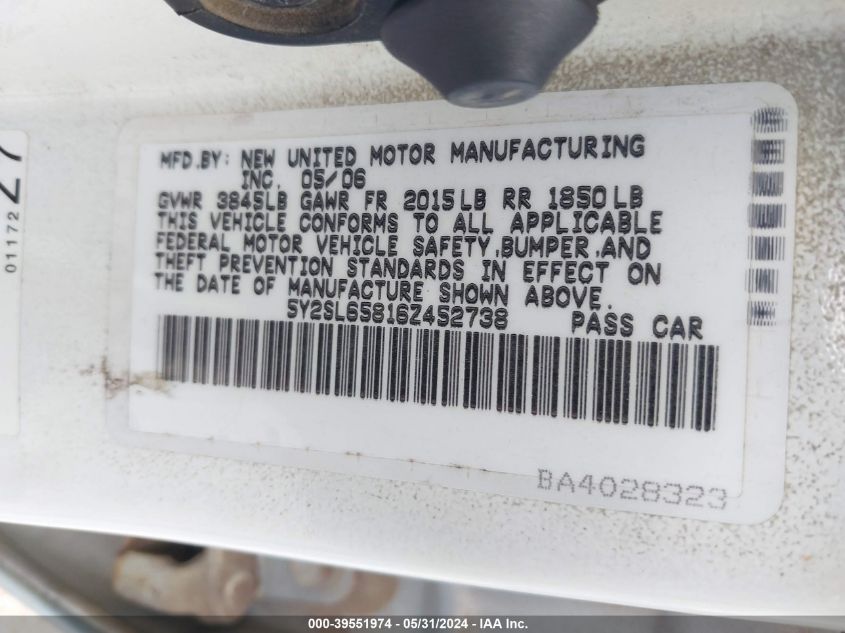 MFD.BY: NEW UNITED MOTOR MANUFACTURING
INC. 05/06
GVWR 3845LB GAWR FR 2015LB RR 1850LB
THIS VEHICLE CONFORMS TO ALL APPLICABLE
FEDERAL MOTOR VEHICLE SAFETY,BUMPER,AND
THEFT PREVENTION STANDARDS IN EFFECT ON
THE DATE OF MANUFACTURE SHOWN ABOVE.
5Y2SL65816Z452738 PASS CAR
BA4028323
01172
27
000-39551974 / 05/31/2024 - IAA Inc.